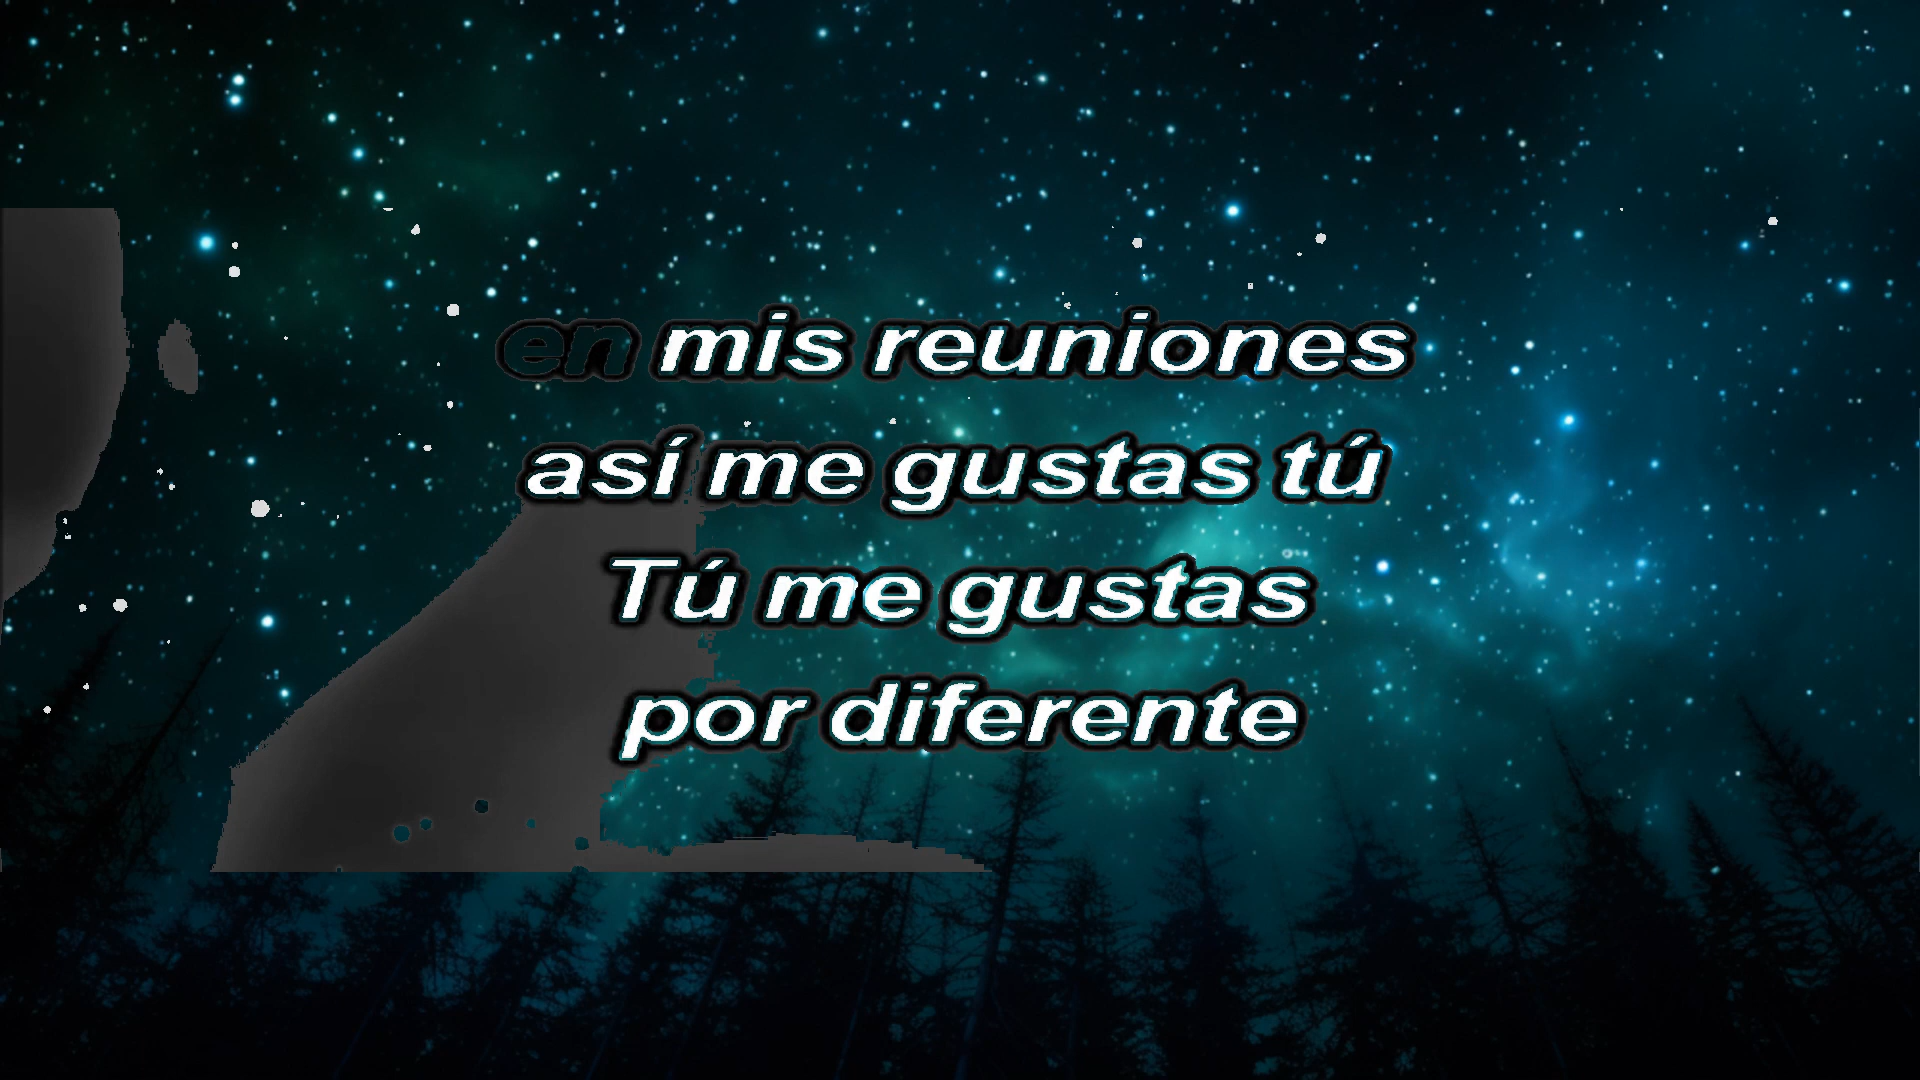 en mis reuniones
así me gustas tú
Tú me gustas
por diferente